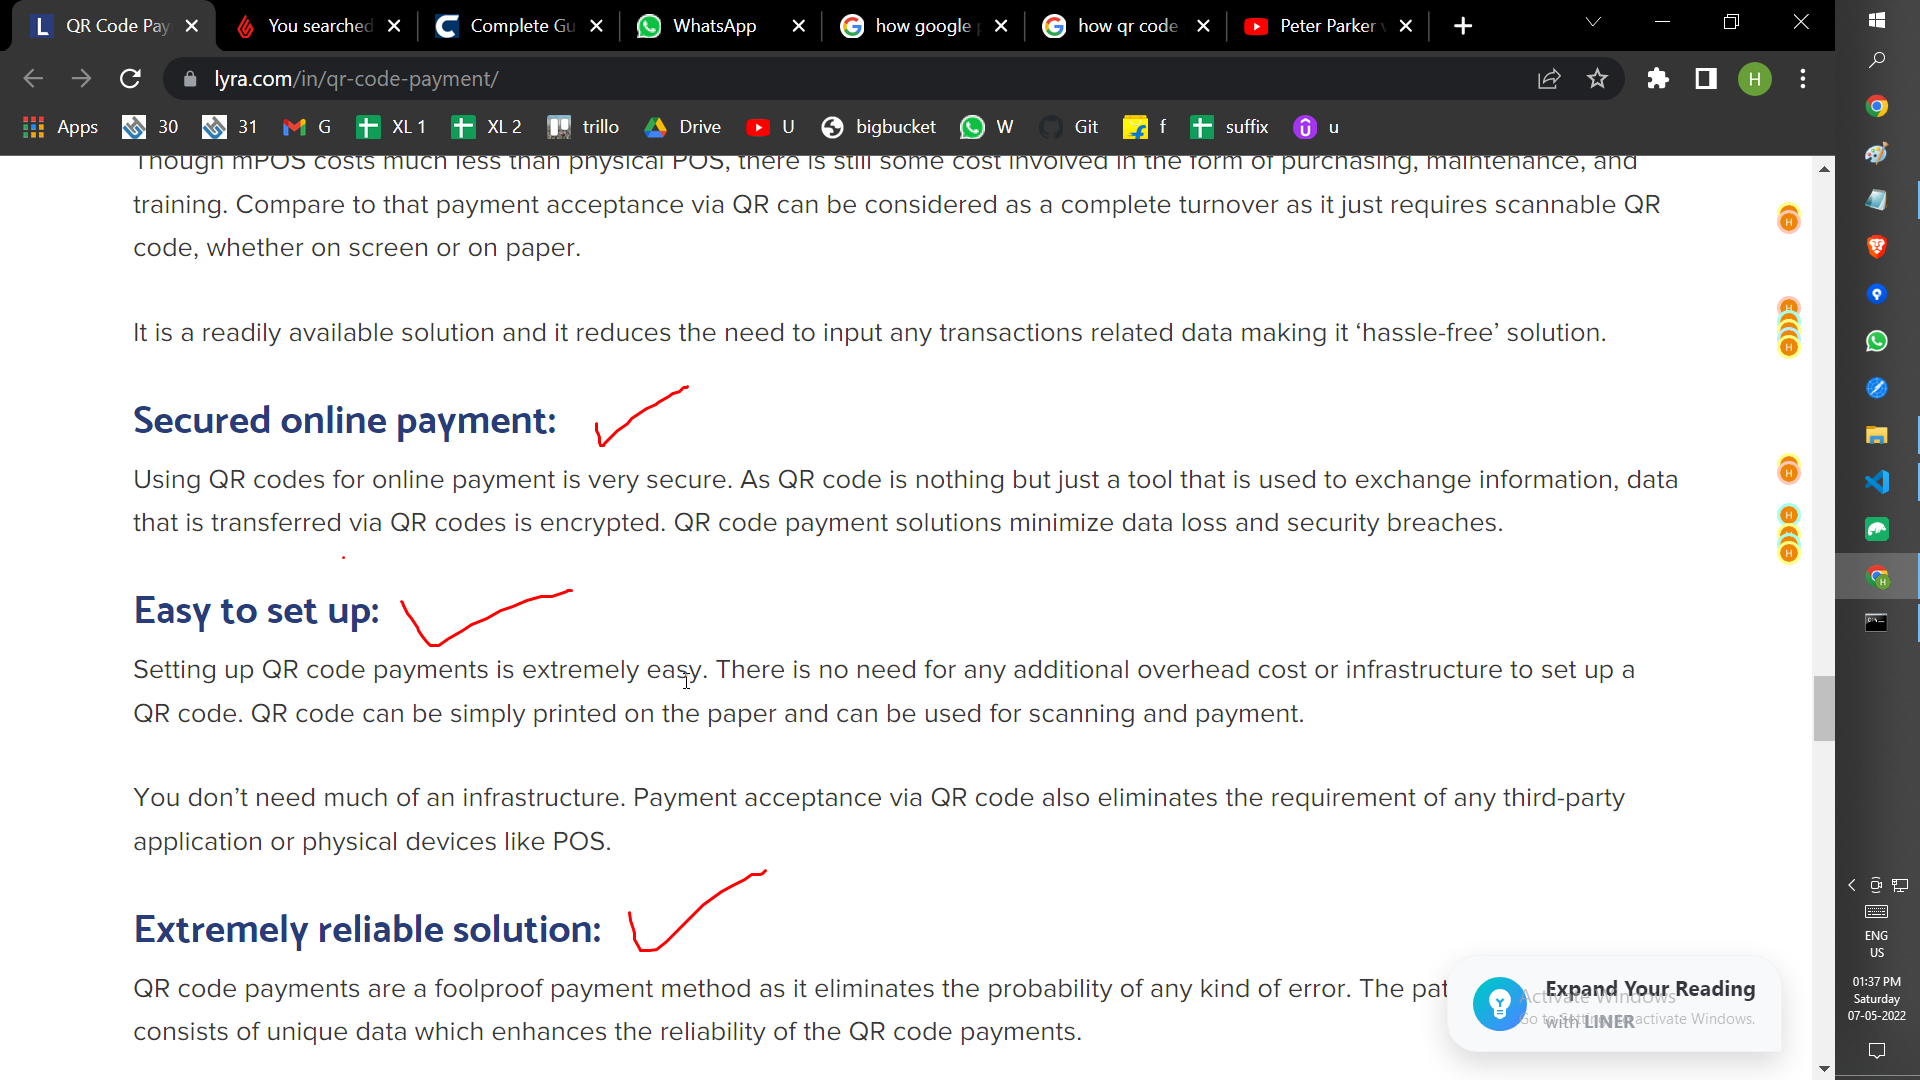 QR Code Pay
You searched
Complete Gu
WhatsApp
how google
how qr code
Peter Parker
lyra.com/in/qr-code-payment/
H
Apps
30
31
G
XL 1
XL 2
trillo
Drive
U
bigbucket
W
Git
f
suffix
u
Though mPOS costs much less than physical POS, there is still some cost involved in the form of purchasing, maintenance, and
training. Compare to that payment acceptance via QR can be considered as a complete turnover as it just requires scannable QR
code, whether on screen or on paper.
It is a readily available solution and it reduces the need to input any transactions related data making it ‘hassle-free’ solution.
Secured online payment:
Using QR codes for online payment is very secure. As QR code is nothing but just a tool that is used to exchange information, data
that is transferred via QR codes is encrypted. QR code payment solutions minimize data loss and security breaches.
Easy to set up:
Setting up QR code payments is extremely easy. There is no need for any additional overhead cost or infrastructure to set up a
QR code. QR code can be simply printed on the paper and can be used for scanning and payment.
You don’t need much of an infrastructure. Payment acceptance via QR code also eliminates the requirement of any third-party
application or physical devices like POS.
Extremely reliable solution:
QR code payments are a foolproof payment method as it eliminates the probability of any kind of error. The pat
consists of unique data which enhances the reliability of the QR code payments.
Expand Your Reading
with LINER
Activate Windows
Go to Settings to activate Windows.
ENG
US
01:37 PM
Saturday
07-05-2022